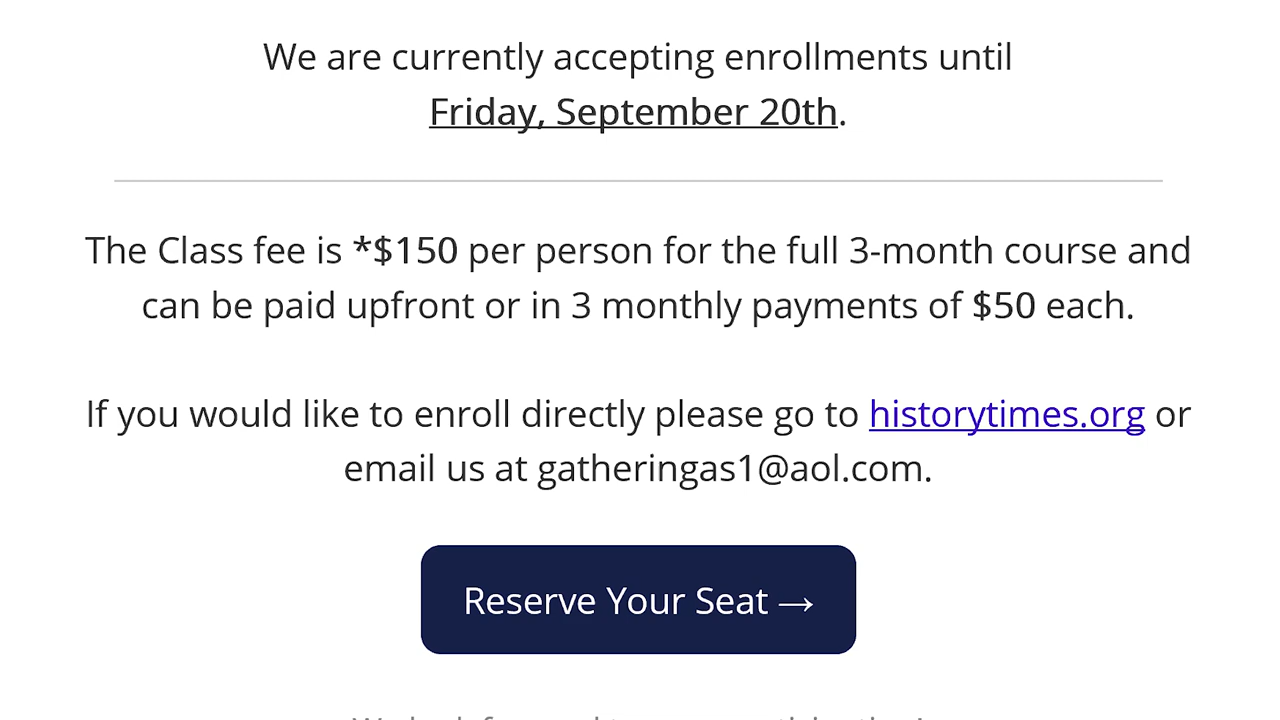 We are currently accepting enrollments until
Friday, September 20th.
The Class fee is *$150 per person for the full 3-month course and
can be paid upfront or in 3 monthly payments of $50 each.
If you would like to enroll directly please go to historytimes.org or
email us at gatheringas1@aol.com.
Reserve Your Seat →